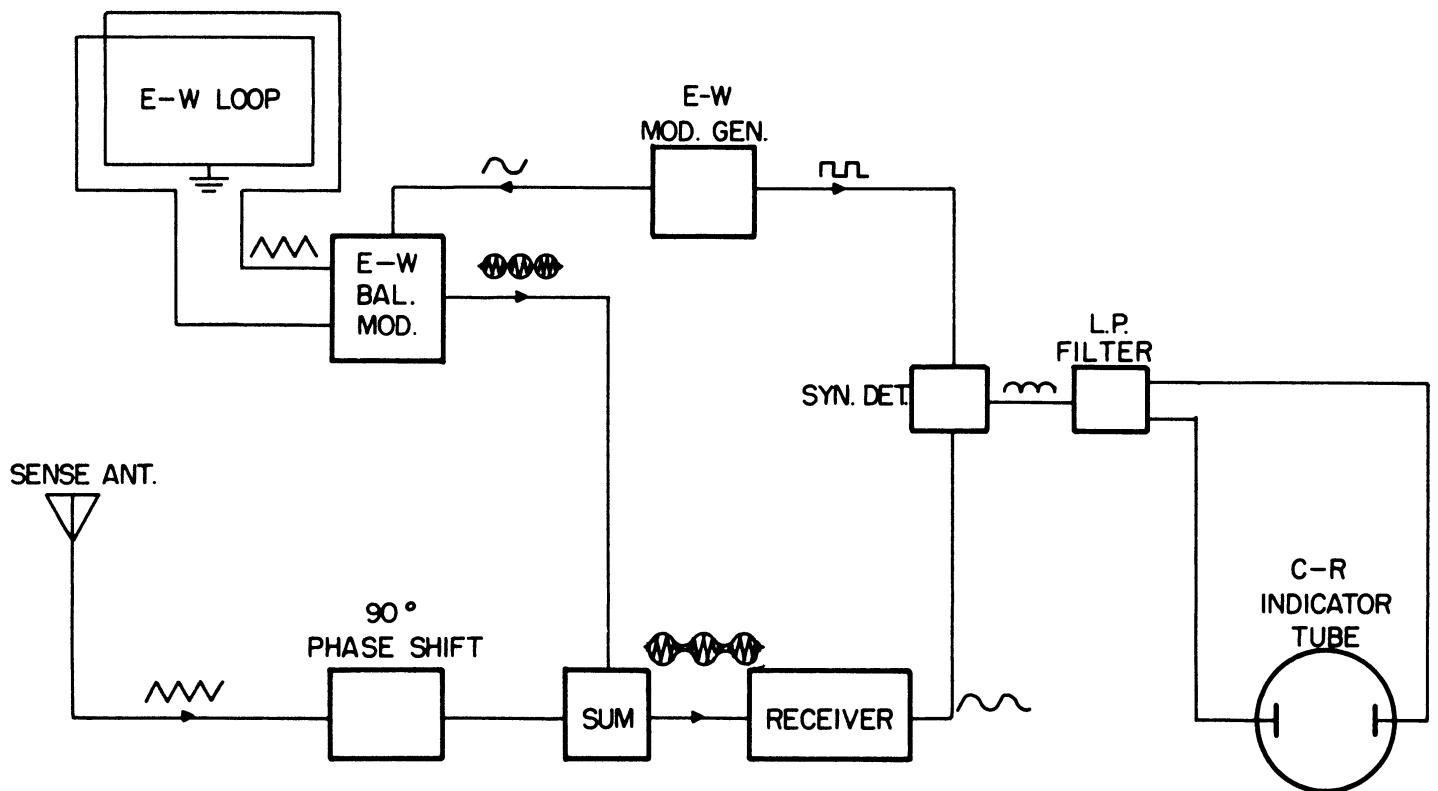 E-W LOOP
E-W
MOD. GEN.
E-W
BAL.
MOD.
L.P.
FILTER
SYN. DET.
SENSE ANT.
90°
PHASE SHIFT
SUM
RECEIVER
C-R
INDICATOR
TUBE